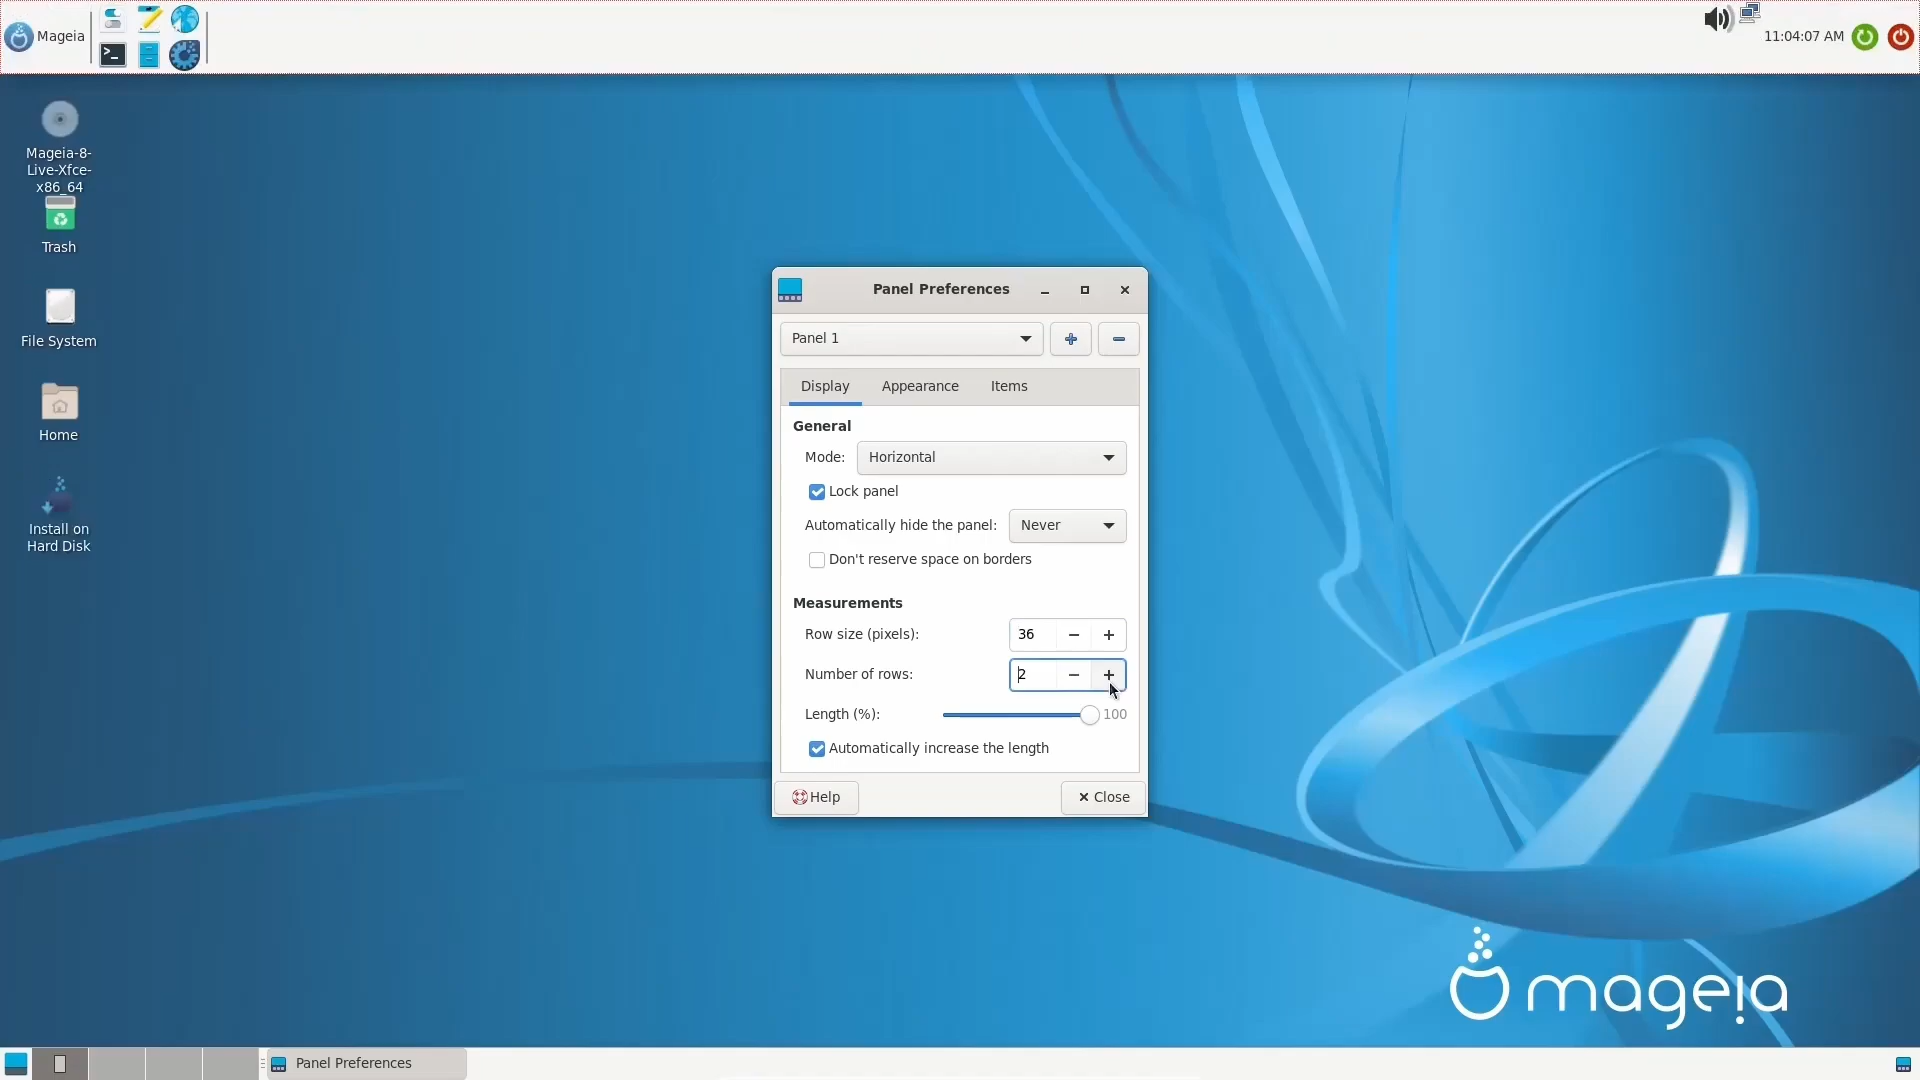 Mageia
11:04:07 AM
Mageia-8-
Live-Xfce-
x86_64
Trash
File System
Home
Install on
Hard Disk
Panel Preferences
Panel 1
Display
Appearance
Items
General
Mode:
Horizontal
Lock panel
Automatically hide the panel:
Never
Don't reserve space on borders
Measurements
Row size (pixels):
36
Number of rows:
2
Length (%):
100
Automatically increase the length
Help
Close
mageia
Panel Preferences